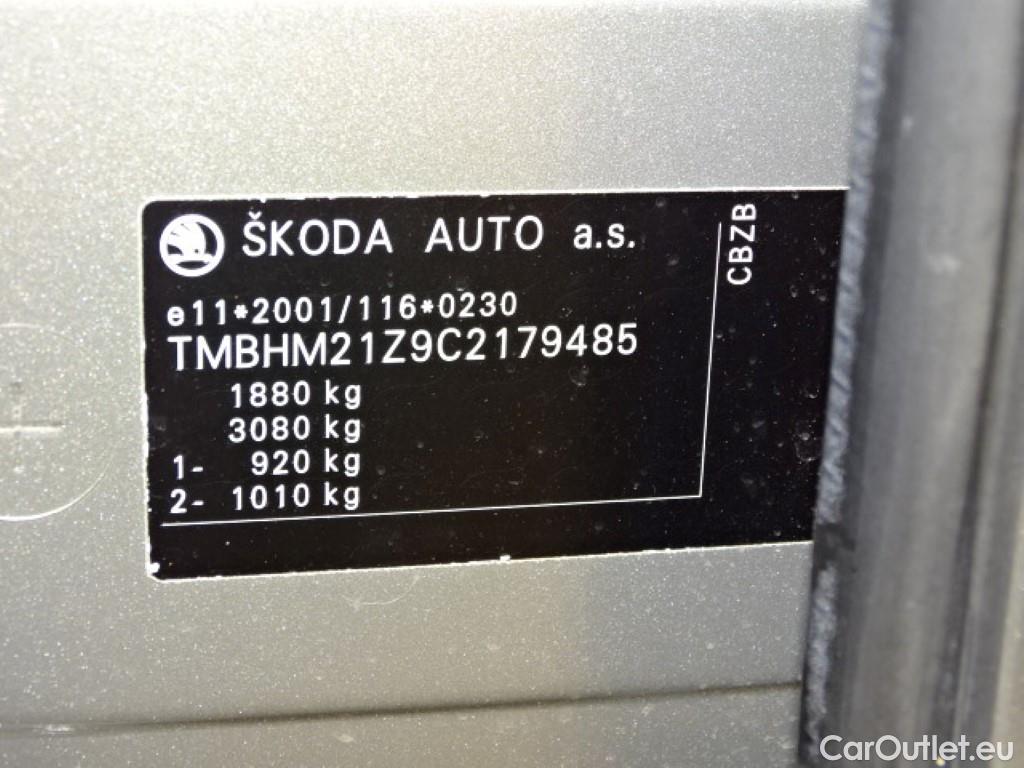 ŠKODA AUTO a.s.
e11*2001/116*0230
TMBHM21Z9C2179485
1880 kg
3080 kg
1- 920 kg
2- 1010 kg
CBZB
CarOutlet.eu